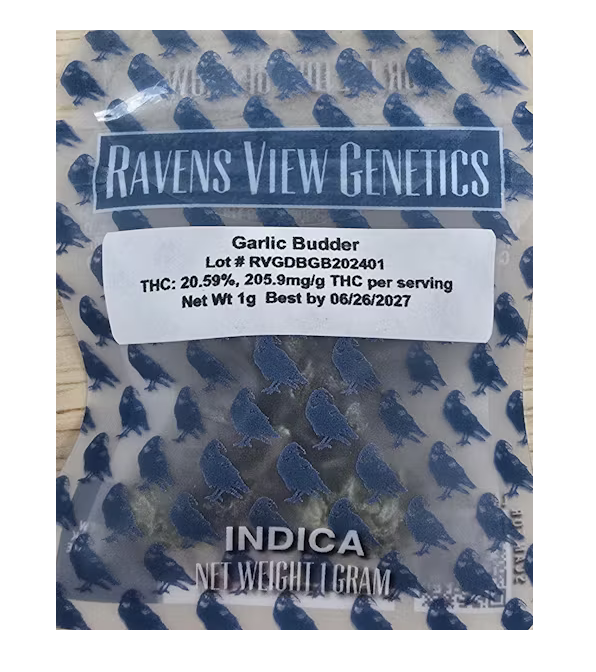 RAVENS VIEW GENETICS
Garlic Budder
Lot # RVGDBGB202401
THC: 20.59%, 205.9mg/g THC per serving
Net Wt 1g Best by 06/26/2027
INDICA
NET WEIGHT 1 GRAM